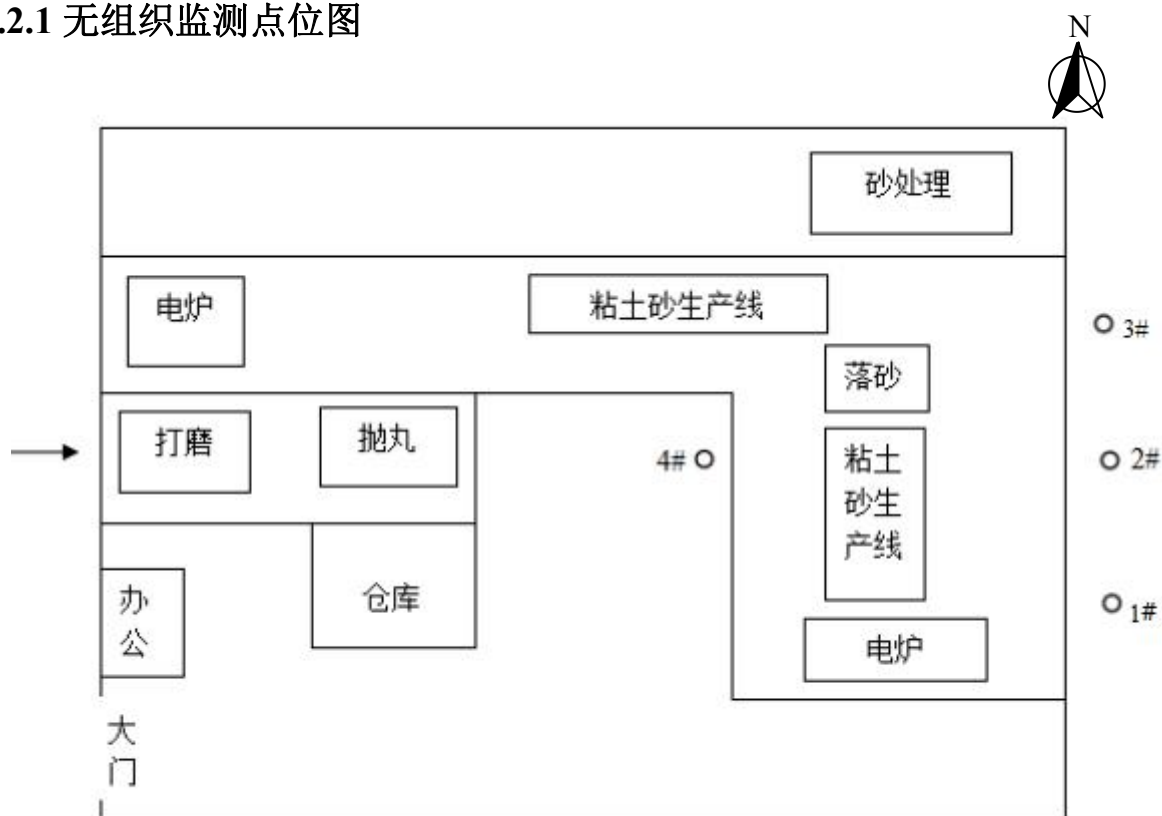 .2.1 无组织监测点位图
N
砂处理
电炉
粘土砂生产线
3#
落砂
打磨
抛丸
4#
粘土
砂生
产线
2#
办
公
仓库
1#
电炉
大
门